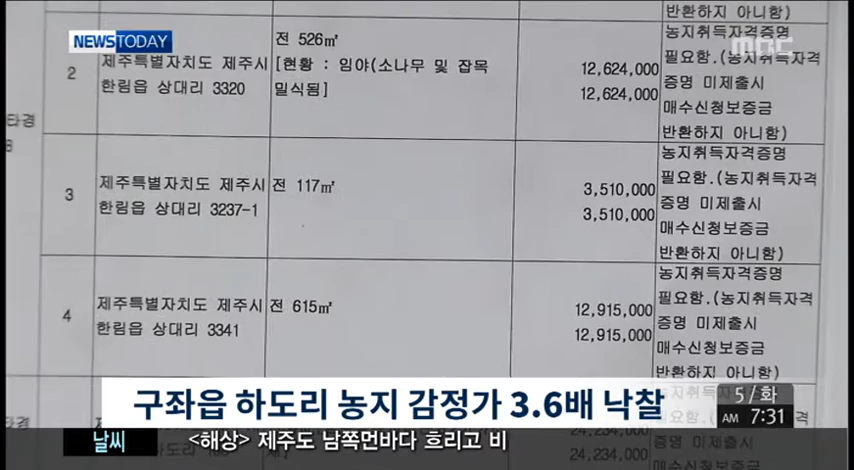 NEWSTODAY
mbc
반환하지 아니함)
2
제주특별자치도 제주시
한림읍 상대리 3320
전 526㎡
[현황 : 임야(소나무 및 잡목
밀식됨]
12,624,000
12,624,000
농지취득자격증명
필요함.(농지취득자격
증명 미제출시
매수신청보증금
반환하지 아니함)
타경
8
3
제주특별자치도 제주시
한림읍 상대리 3237-1
전 117㎡
3,510,000
3,510,000
농지취득자격증명
필요함.(농지취득자격
증명 미제출시
매수신청보증금
반환하지 아니함)
4
제주특별자치도 제주시
한림읍 상대리 3341
전 615㎡
12,915,000
12,915,000
농지취득자격증명
필요함.(농지취득자격
증명 미제출시
매수신청보증금
반환하지 아니함)
24,234,000
24,234,000
구좌읍 하도리 농지 감정가 3.6배 낙찰
5/화
AM 7:31
날씨
<해상> 제주도 남쪽먼바다 흐리고 비